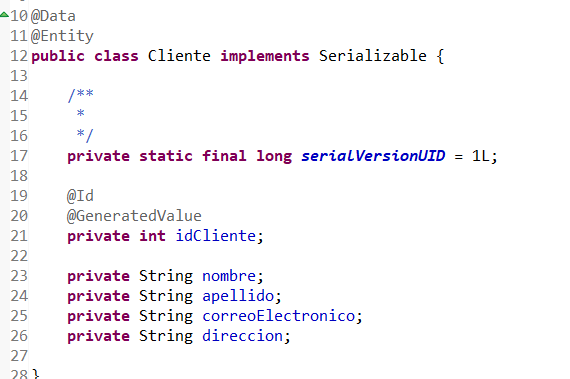 10 @Data
11 @Entity
12 public class Cliente implements Serializable {
13
14     /**
15      *
16      */
17     private static final long serialVersionUID = 1L;
18
19     @Id
20     @GeneratedValue
21     private int idCliente;
22
23     private String nombre;
24     private String apellido;
25     private String correoElectronico;
26     private String direccion;
27
28 }